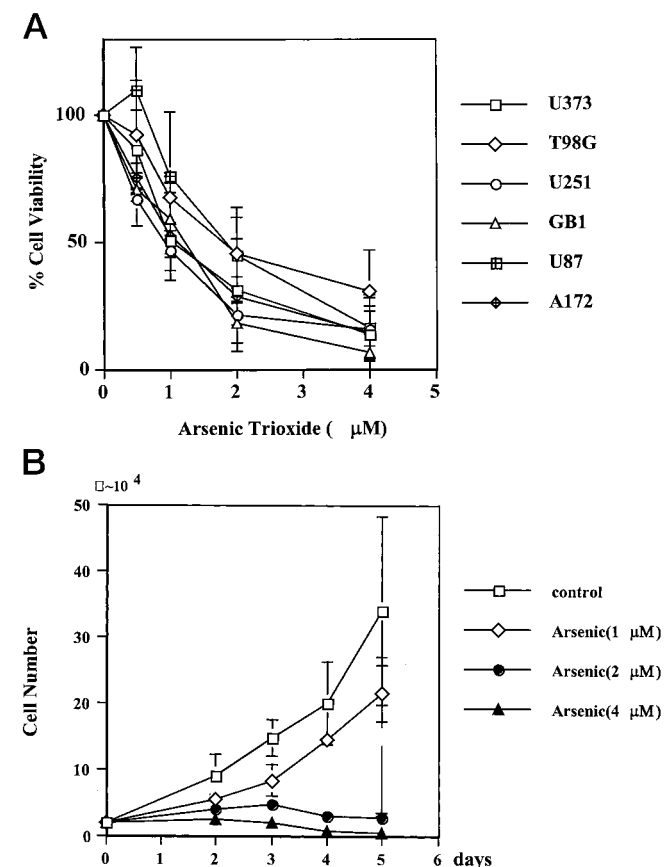 A
100
50
0
% Cell Viability
0 1 2 3 4 5
Arsenic Trioxide ( μM)
U373
T98G
U251
GB1
U87
A172
B
□~10 4
50
40
30
20
10
0
Cell Number
0 1 2 3 4 5 6 days
control
Arsenic(1 μM)
Arsenic(2 μM)
Arsenic(4 μM)